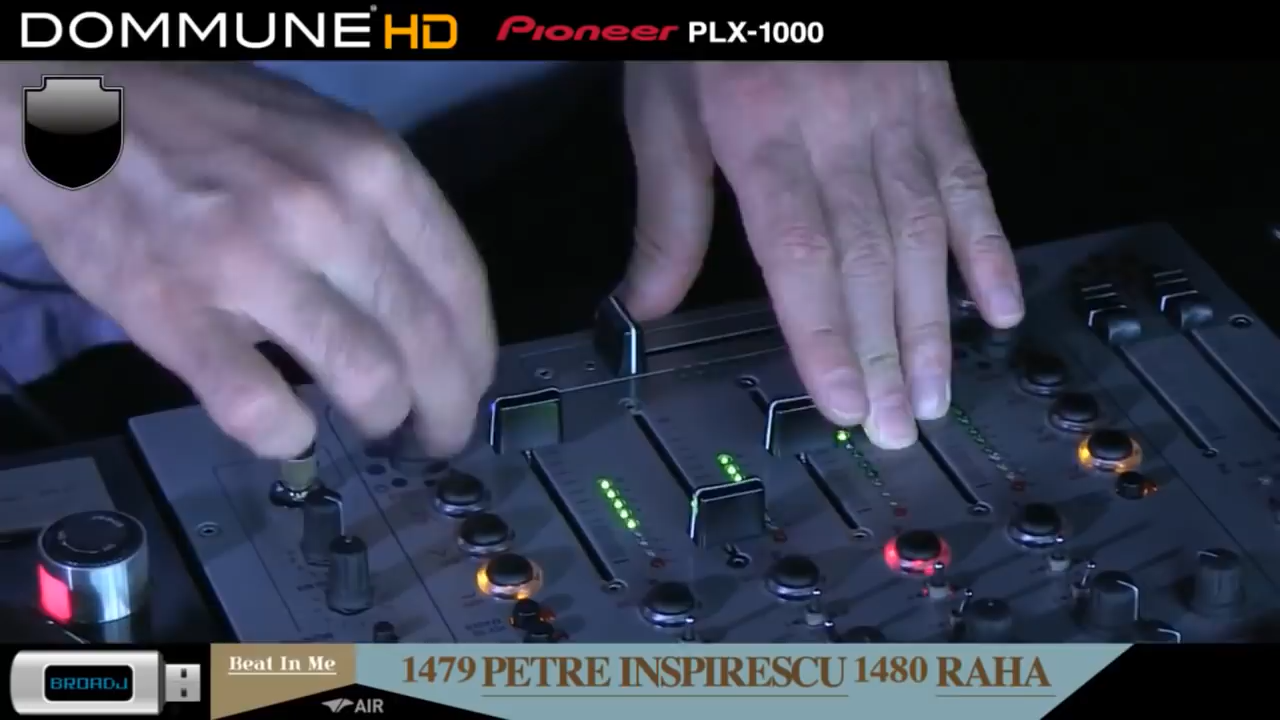 DOMMUNE HD Pioneer PLX-1000
BROADJ
Beat In Me
AIR
1479 PETRE INSPIRESCU 1480 RAHA